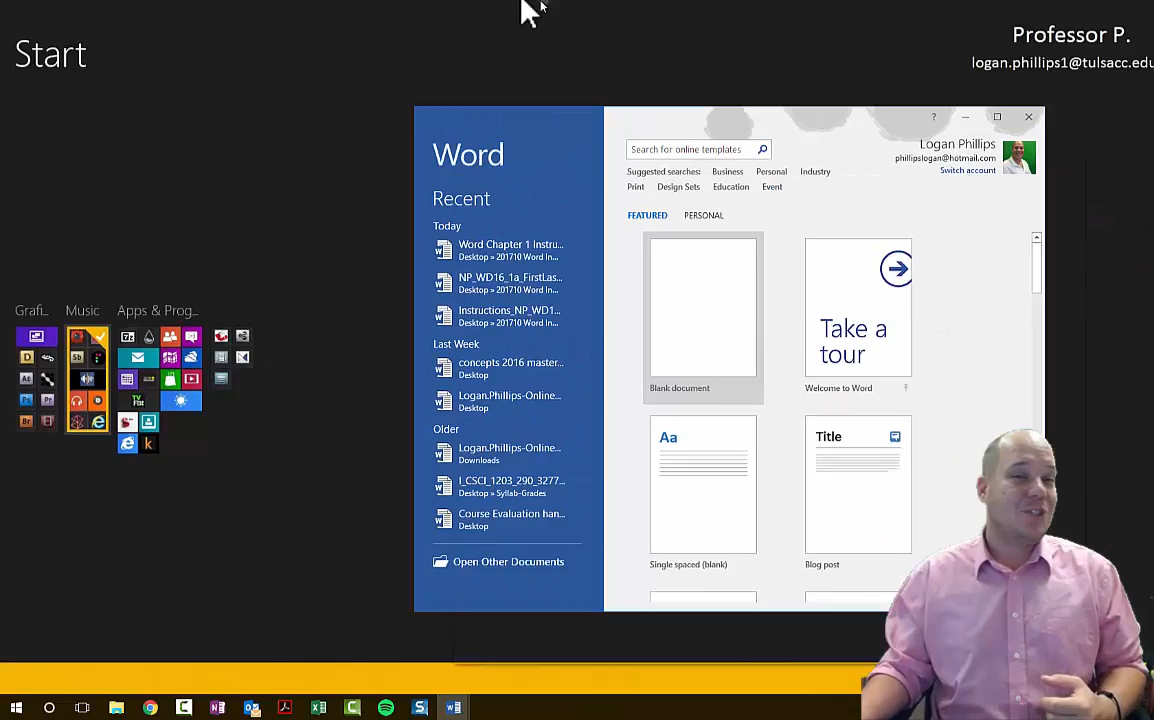 Start
Professor P.
logan.phillips1@tulsacc.edu
Grafi...
Music
Apps & Prog...
Word
Recent
Today
Word Chapter 1 Instru...
Desktop » 201710 Word In...
NP_WD16_1a_FirstLas...
Desktop » 201710 Word In...
Instructions_NP_WD1...
Desktop » 201710 Word In...
Last Week
concepts 2016 master...
Desktop
Logan.Phillips-Online...
Desktop
Older
Logan.Phillips-Online...
Downloads
I_CSCI_1203_290_3277...
Desktop » Syllab-Grades
Course Evaluation han...
Desktop
Open Other Documents
?
Logan Phillips
phillipslogan@hotmail.com
Switch account
Search for online templates
Suggested searches: Business Personal Industry
Print Design Sets Education Event
FEATURED PERSONAL
Take a
tour
Blank document
Welcome to Word
Aa
Title
Single spaced (blank)
Blog post